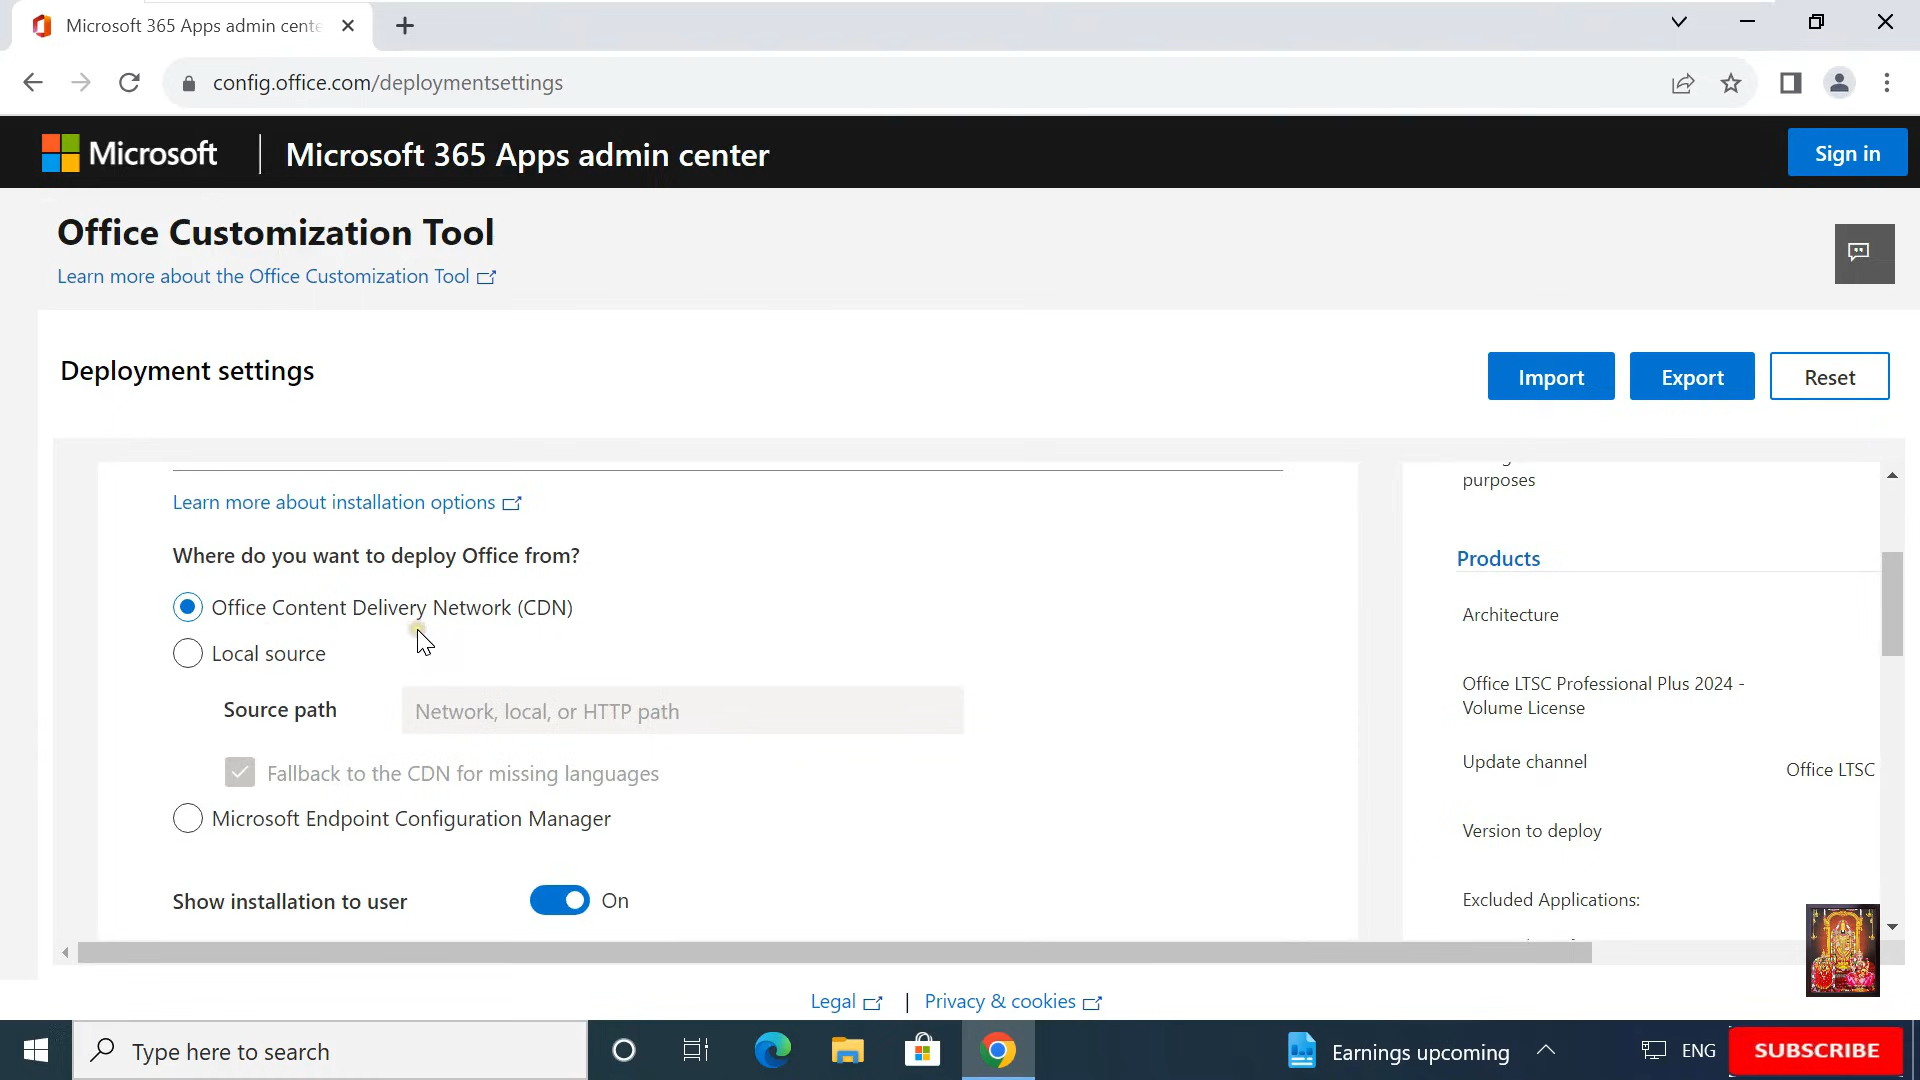 Microsoft 365 Apps admin cente
config.office.com/deploymentsettings
Microsoft
Microsoft 365 Apps admin center
Sign in
Office Customization Tool
Learn more about the Office Customization Tool
Deployment settings
Import
Export
Reset
Learn more about installation options
Where do you want to deploy Office from?
Office Content Delivery Network (CDN)
Local source
Source path
Network, local, or HTTP path
Fallback to the CDN for missing languages
Microsoft Endpoint Configuration Manager
Show installation to user
On
purposes
Products
Architecture
Office LTSC Professional Plus 2024 -
Volume License
Update channel
Office LTSC
Version to deploy
Excluded Applications:
Legal
|
Privacy & cookies
Type here to search
Earnings upcoming
ENG
SUBSCRIBE